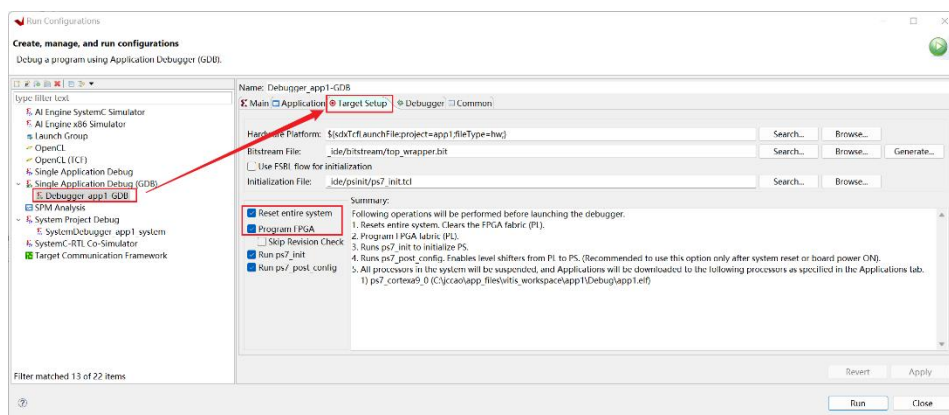 Run Configurations
Create, manage, and run configurations
Debug a program using Application Debugger (GDB).
type filter text
AI Engine SystemC Simulator
AI Engine x86 Simulator
Launch Group
OpenCL
OpenCL (TCF)
Single Application Debug
Single Application Debug (GDB)
Debugger_app1-GDB
SPM Analysis
System Project Debug
SystemDebugger_app1_system
SystemC-RTL Co-Simulator
Target Communication Framework
Filter matched 13 of 22 items
Name: Debugger_app1-GDB
Main Application Target Setup Debugger Common
Hardware Platform: ${sdxTcfLaunchFile:project=app1;fileType=hw;} Search... Browse...
Bitstream File: _ide/bitstream/top_wrapper.bit Search... Browse... Generate...
Use FSBL flow for initialization
Initialization File: _ide/psinit/ps7_init.tcl Search... Browse...
Summary:
Reset entire system
Program FPGA
Skip Revision Check
Run ps7_init
Run ps7_post_config
Following operations will be performed before launching the debugger.
1. Resets entire system. Clears the FPGA fabric (PL).
2. Program FPGA fabric (PL).
3. Runs ps7_init to initialize PS.
4. Runs ps7_post_config. Enables level shifters from PL to PS. (Recommended to use this option only after system reset or board power ON).
5. All processors in the system will be suspended, and Applications will be downloaded to the following processors as specified in the Applications tab.
1) ps7_cortexa9_0 (C:\jccao\app_files\vitis_workspace\app1\Debug\app1.elf)
Revert Apply
Run Close